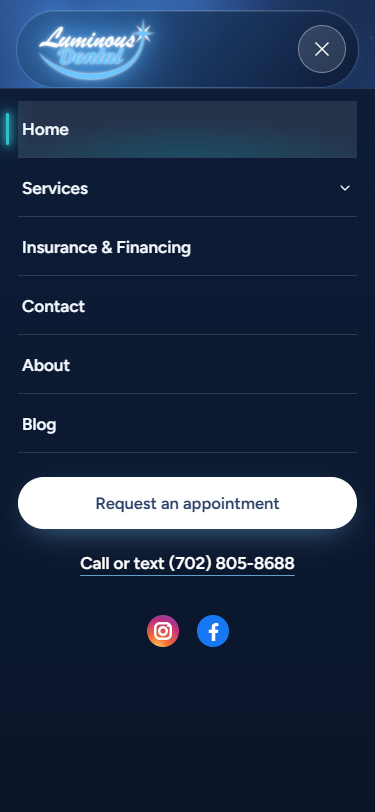 Luminous
Dental
Home
Services
Insurance & Financing
Contact
About
Blog
Request an appointment
Call or text (702) 805-8688